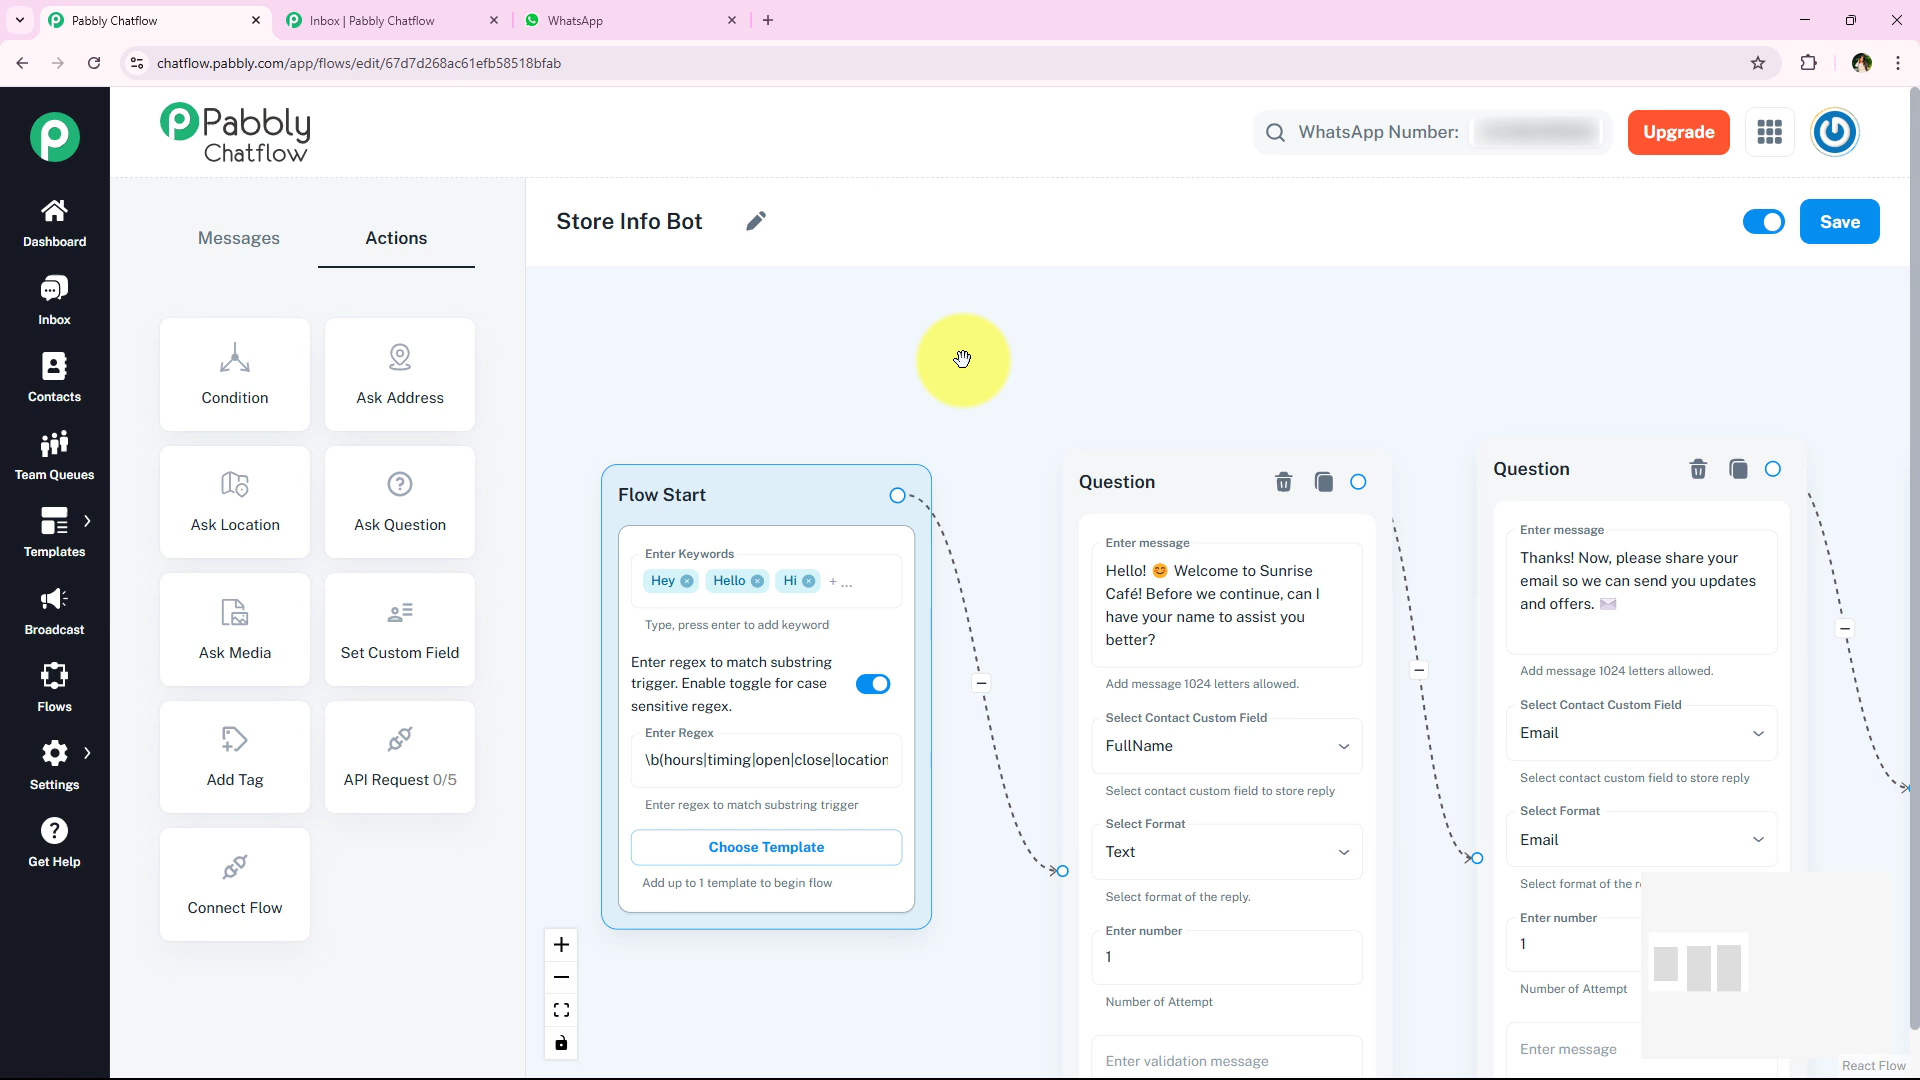 Pabbly Chatflow
Inbox | Pabbly Chatflow
WhatsApp
chatflow.pabbly.com/app/flows/edit/67d7d268ac61efb58518bfab
Pabbly
Chatflow
WhatsApp Number:
Upgrade
Dashboard
Inbox
Contacts
Team Queues
Templates
Broadcast
Flows
Settings
Get Help
Messages
Actions
Condition
Ask Address
Ask Location
Ask Question
Ask Media
Set Custom Field
Add Tag
API Request 0/5
Connect Flow
Store Info Bot
Save
Flow Start
Enter Keywords
Hey
Hello
Hi
+ ...
Type, press enter to add keyword
Enter regex to match substring
trigger. Enable toggle for case
sensitive regex.
Enter Regex
\b(hours|timing|open|close|location
Enter regex to match substring trigger
Choose Template
Add up to 1 template to begin flow
Question
Enter message
Hello! 😊 Welcome to Sunrise
Café! Before we continue, can I
have your name to assist you
better?
Add message 1024 letters allowed.
Select Contact Custom Field
FullName
Select contact custom field to store reply
Select Format
Text
Select format of the reply.
Enter number
1
Number of Attempt
Enter validation message
Question
Enter message
Thanks! Now, please share your
email so we can send you updates
and offers. ✉️
Add message 1024 letters allowed.
Select Contact Custom Field
Email
Select contact custom field to store reply
Select Format
Email
Select format of the r
Enter number
1
Number of Attempt
Enter message
React Flow